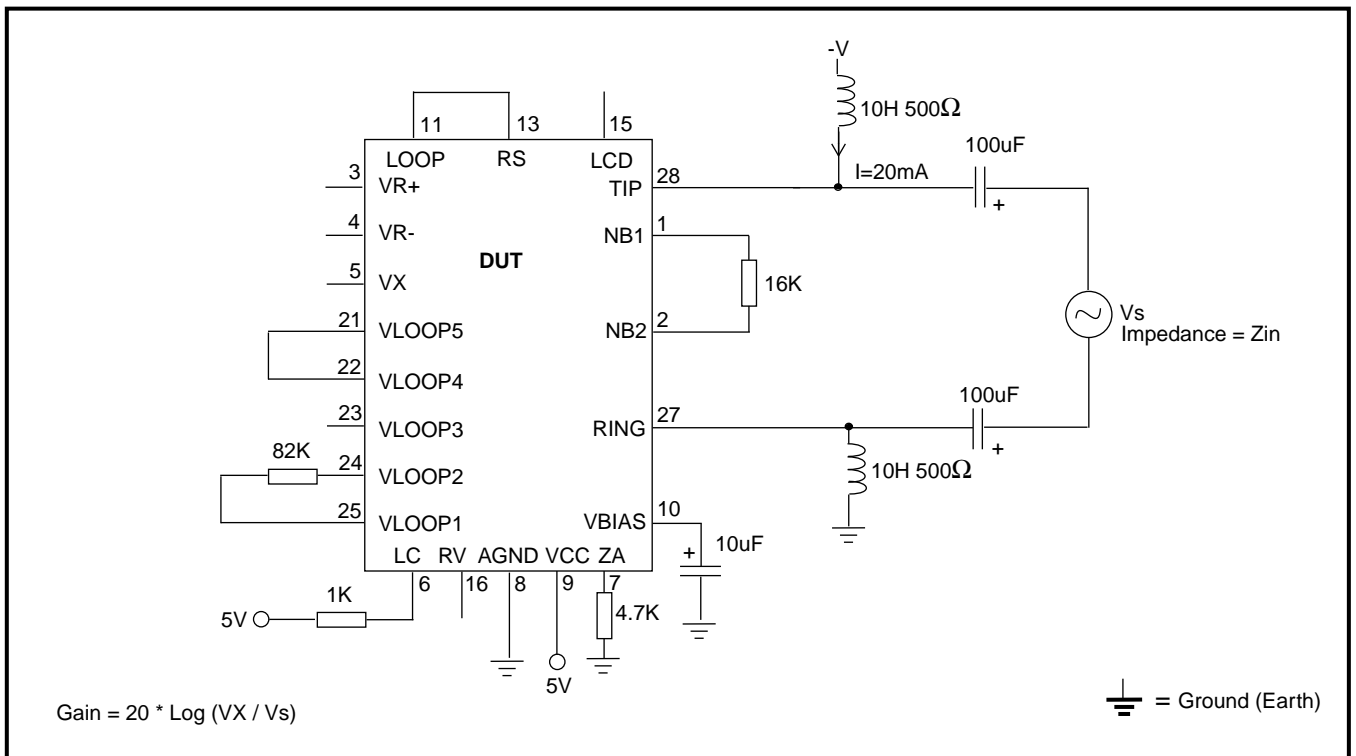 -V
10H 500Ω
11 13 15
100uF
LOOP RS LCD
I=20mA
3 VR+
TIP 28
4 VR-
NB1 1
DUT
16K
5 VX
Vs
21 VLOOP5
NB2 2
Impedance = Zin
22 VLOOP4
100uF
23 VLOOP3
RING 27
82K
24 VLOOP2
10H 500Ω
25 VLOOP1
VBIAS 10
10uF
LC RV AGND VCC ZA
6 16 8 9 7
1K
4.7K
5V
5V
Gain = 20 * Log (VX / Vs)
= Ground (Earth)
+
+
+